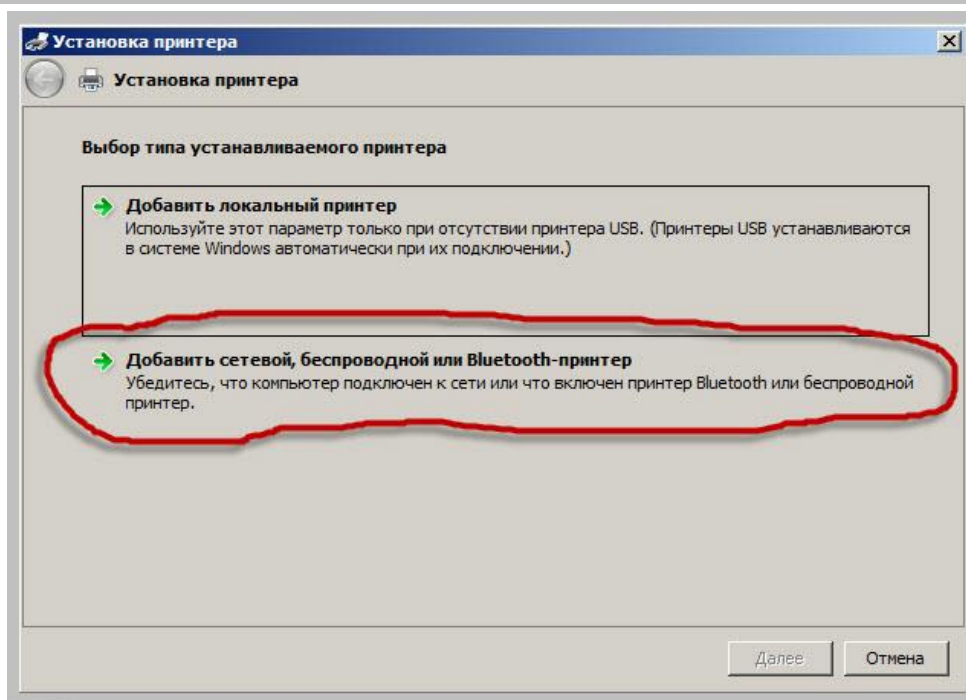 Установка принтера
Установка принтера
Выбор типа устанавливаемого принтера
Добавить локальный принтер
Используйте этот параметр только при отсутствии принтера USB. (Принтеры USB устанавливаются
в системе Windows автоматически при их подключении.)
Добавить сетевой, беспроводной или Bluetooth-принтер
Убедитесь, что компьютер подключен к сети или что включен принтер Bluetooth или беспроводной
принтер.
Далее
Отмена